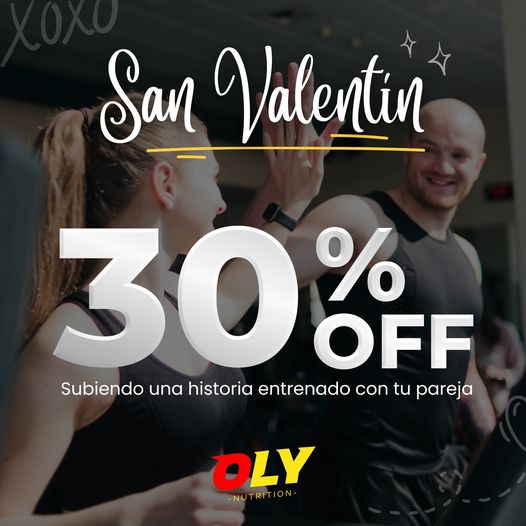 XOXO
San Valentín
30%
OFF
Subiendo una historia entrenado con tu pareja
OLY
-NUTRITION-